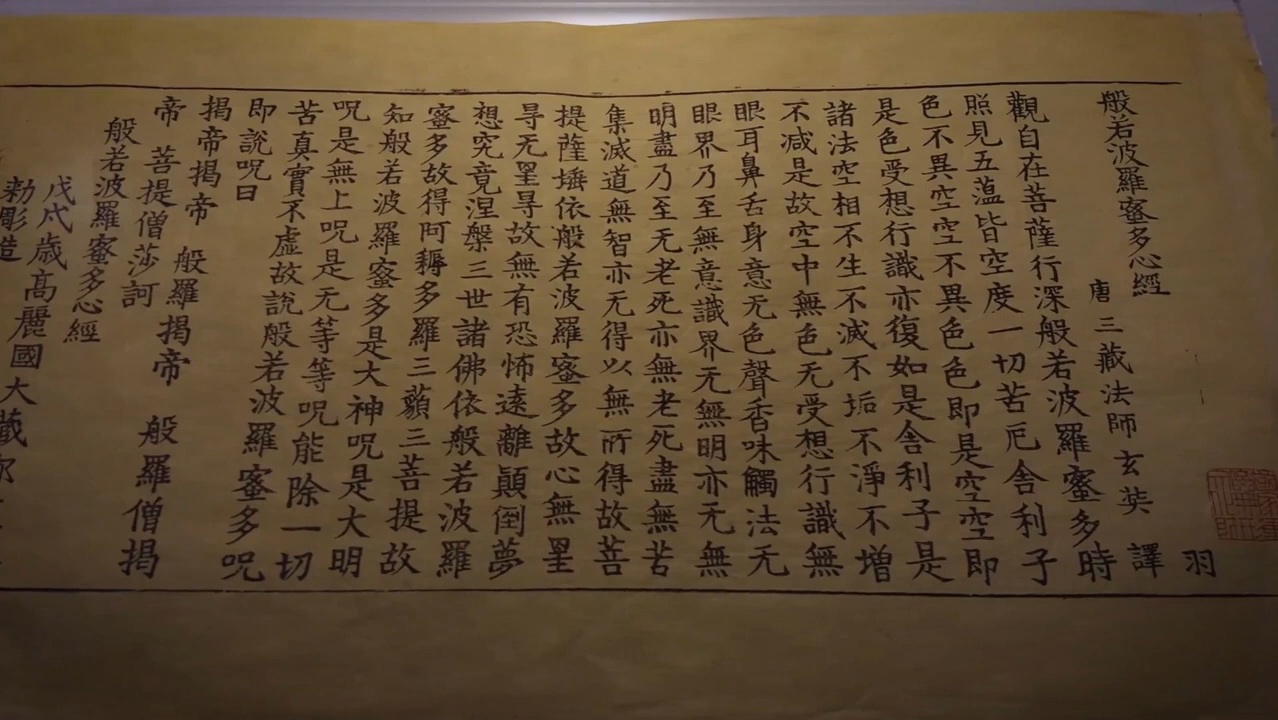 羽
般若波羅蜜多心經
唐三藏法師玄奘 譯
觀自在菩薩行深般若波羅蜜多時
照見五蘊皆空度一切苦厄舍利子
色不異空空不異色色即是空空即
是色受想行識亦復如是舍利子是
諸法空相不生不滅不垢不淨不增
不減是故空中無色无受想行識無
眼耳鼻舌身意无色聲香味觸法无
眼界乃至無意識界无無明亦无無
明盡乃至无老死亦無老死盡無苦
集滅道無智亦无得以無所得故菩
提薩埵依般若波羅蜜多故心無罣
㝵无罣㝵故無有恐怖遠離顛倒夢
想究竟涅槃三世諸佛依般若波羅
蜜多故得阿耨多羅三藐三菩提故
知般若波羅蜜多是大神呪是大明
呪是無上呪是无等等呪能除一切
苦真實不虛故說般若波羅蜜多呪
即說呪曰
揭帝揭帝 般羅揭帝 般羅僧揭
帝 菩提僧莎訶
般若波羅蜜多心經
戊戌歲高麗國大藏
勑彫造